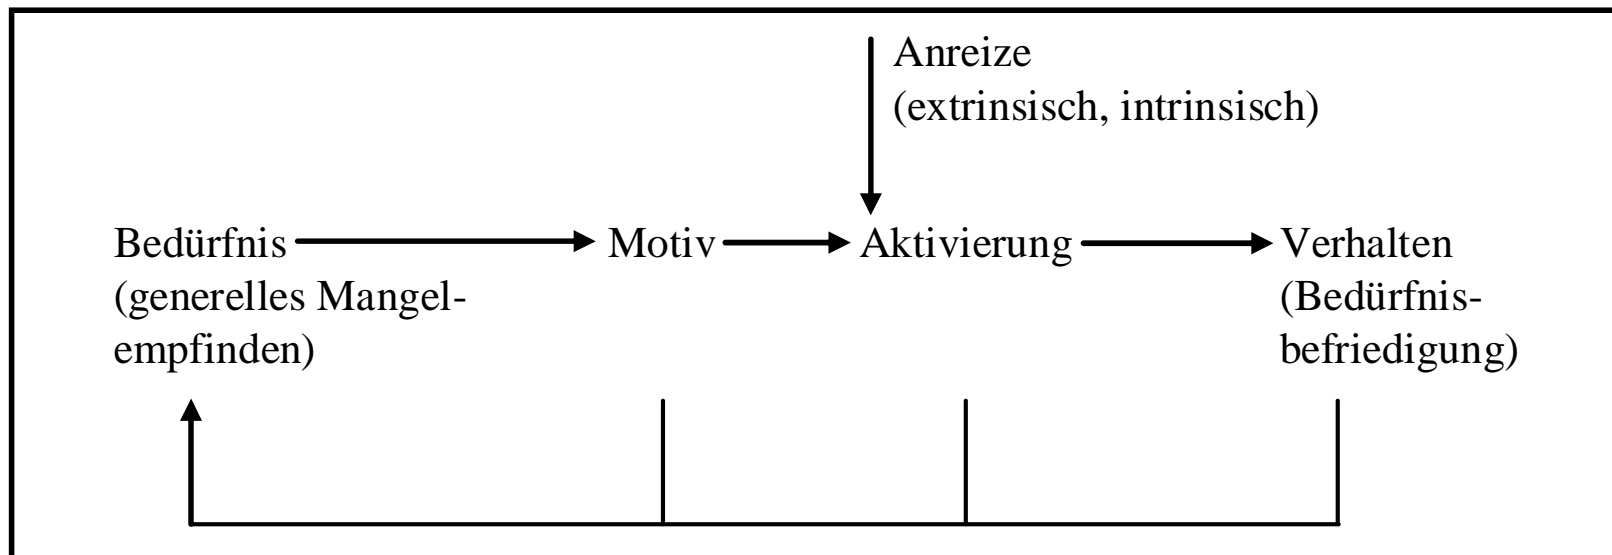 Anreize
(extrinsisch, intrinsisch)
Bedürfnis
(generelles Mangel-
empfinden)
Motiv
Aktivierung
Verhalten
(Bedürfnis-
befriedigung)